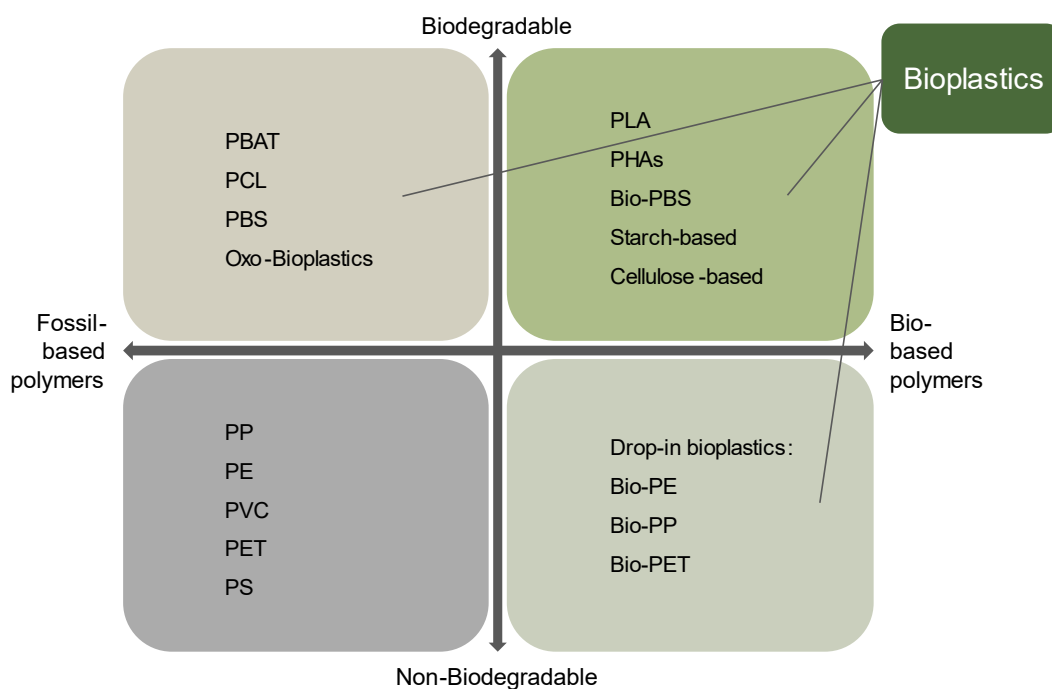 Biodegradable
Bioplastics
PBAT
PCL
PBS
Oxo-Bioplastics
PLA
PHAs
Bio-PBS
Starch-based
Cellulose-based
Fossil-
based
polymers
Bio-
based
polymers
PP
PE
PVC
PET
PS
Drop-in bioplastics:
Bio-PE
Bio-PP
Bio-PET
Non-Biodegradable